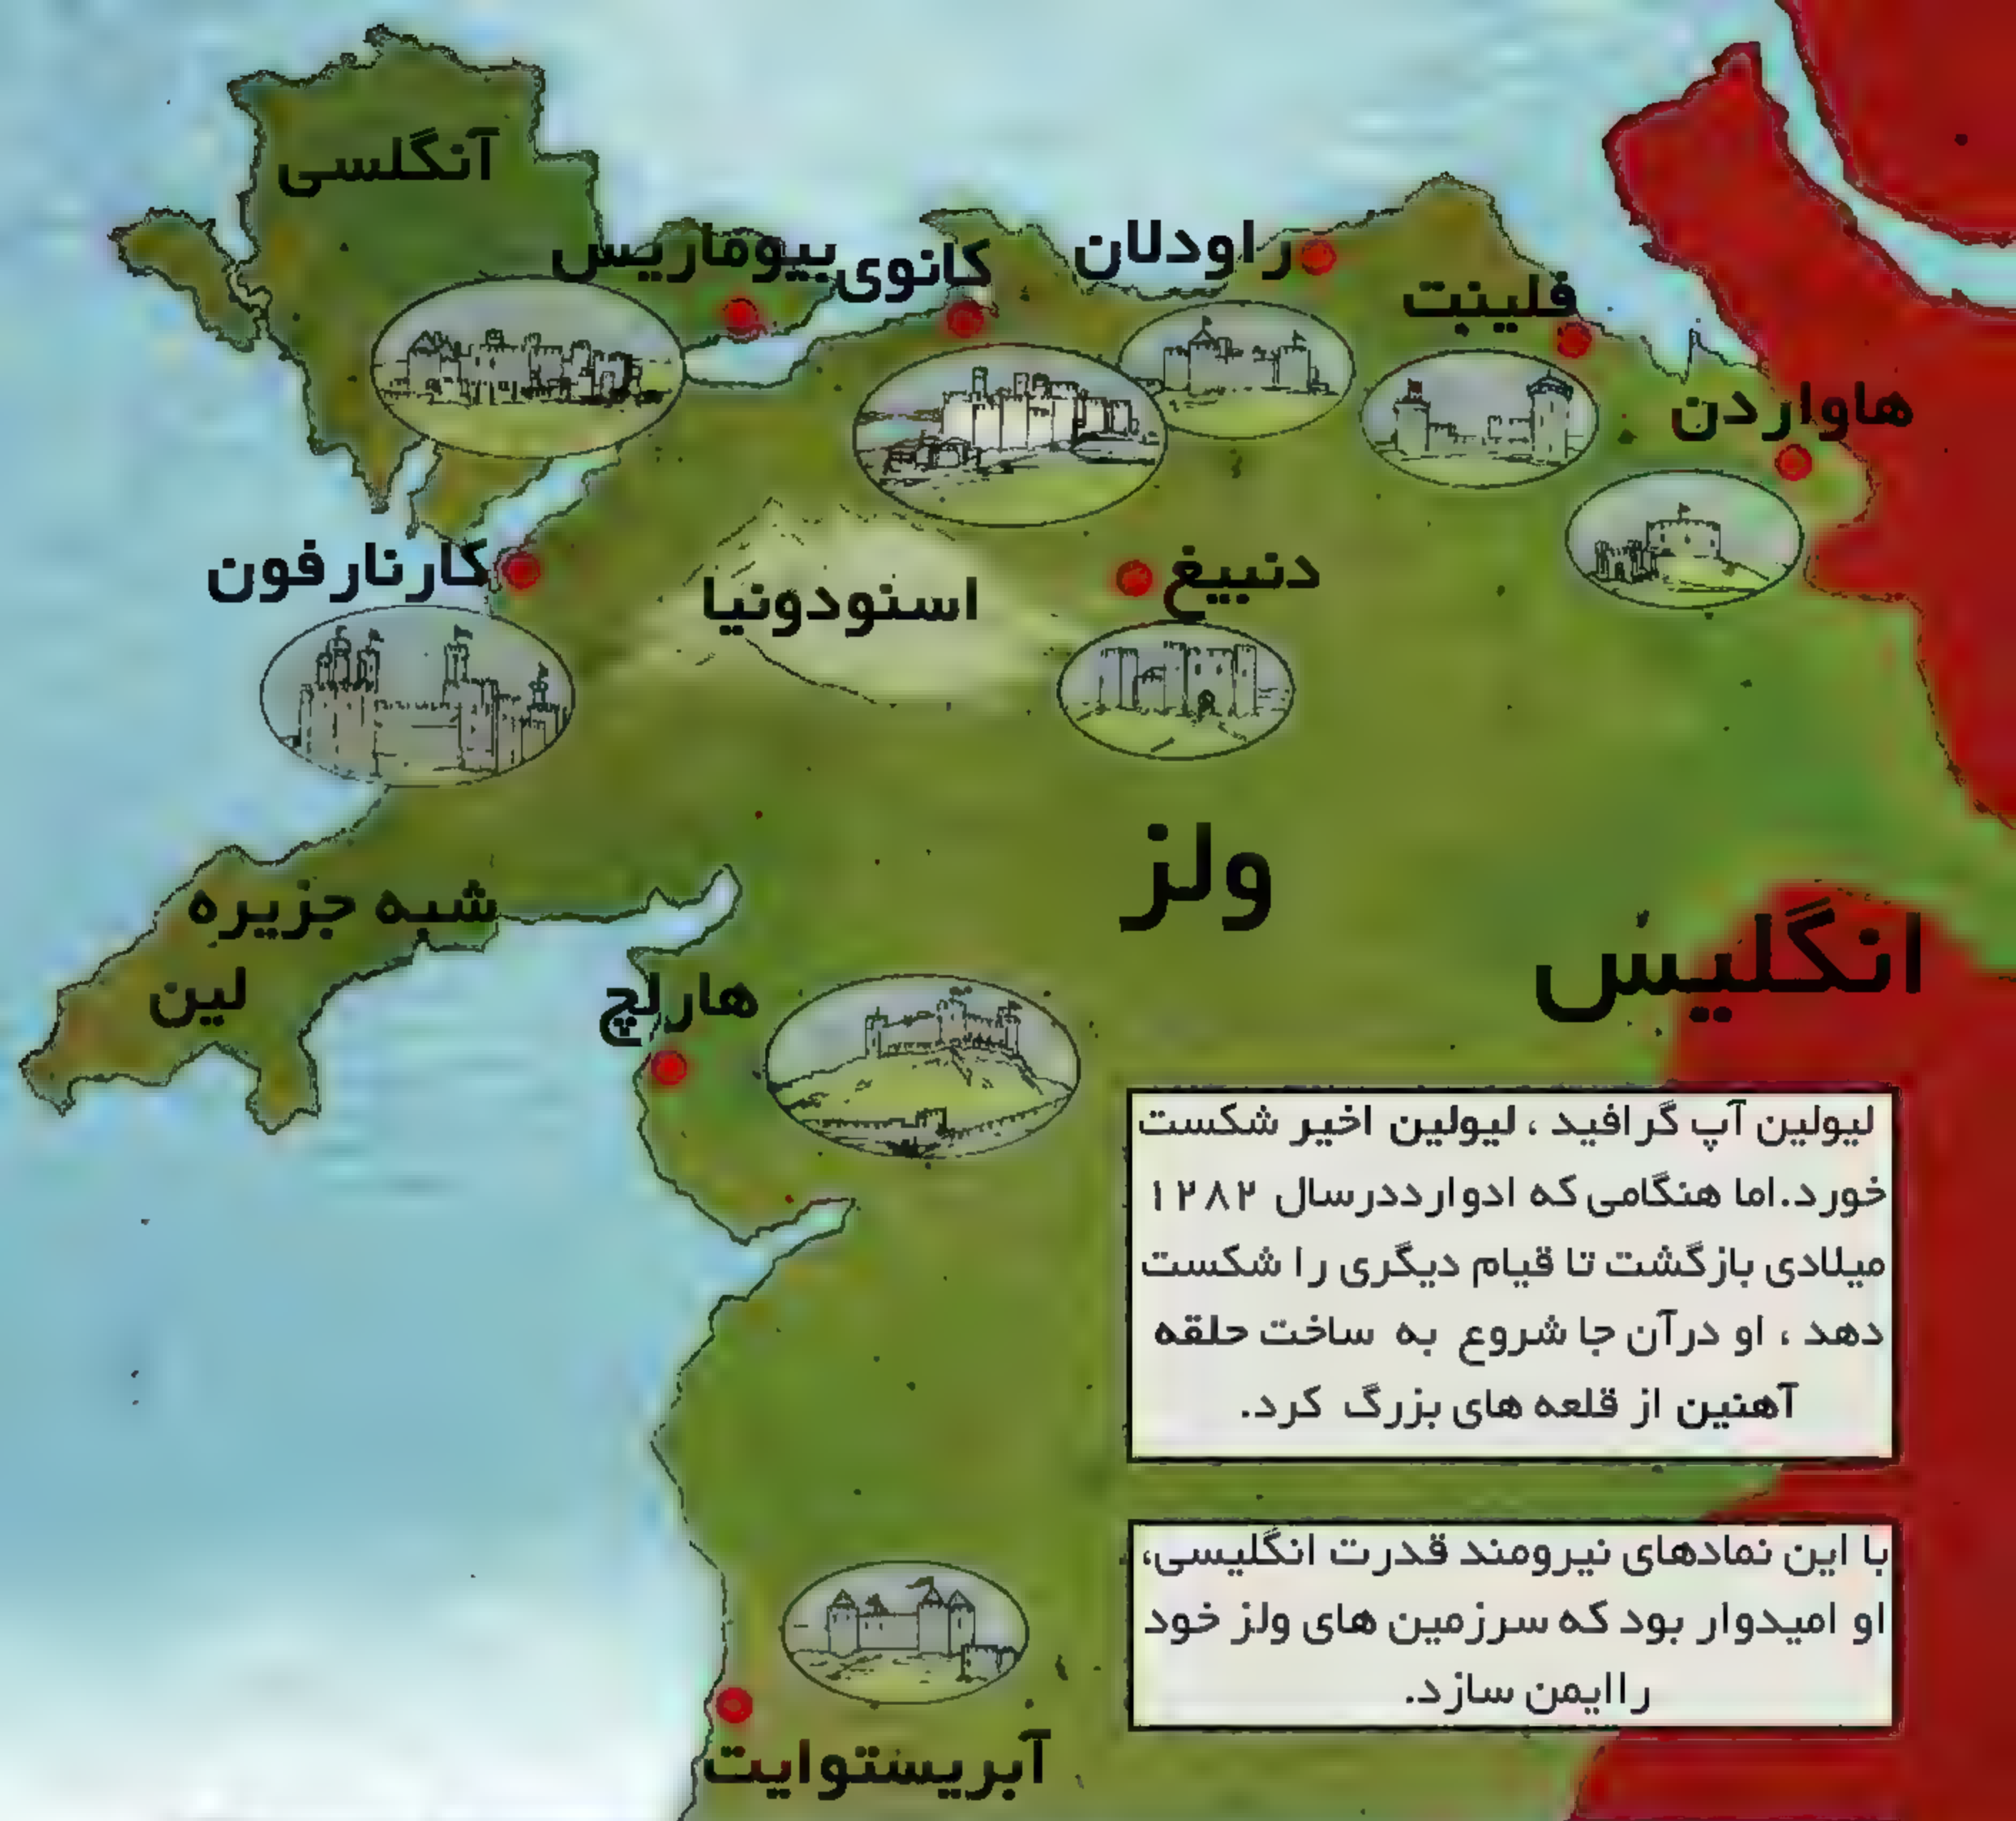 آنگلسی
بیوماریس
کانوی
راودلان
فلینت
هاواردن
کارنارفون
اسنودونیا
دنبیغ
ولز
انگلیس
شبه جزیره
لین
هارلچ
لیولین آپ گرافید ، لیولین اخیر شکست
خورد.اما هنگامی که ادوارددرسال ۱۲۸۲
میلادی بازگشت تا قیام دیگری را شکست
دهد ، او درآن جا شروع به ساخت حلقه
آهنین از قلعه های بزرگ کرد.
با این نمادهای نیرومند قدرت انگلیسی،
او امیدوار بود که سرزمین های ولز خود
راایمن سازد.
آبریستوایت